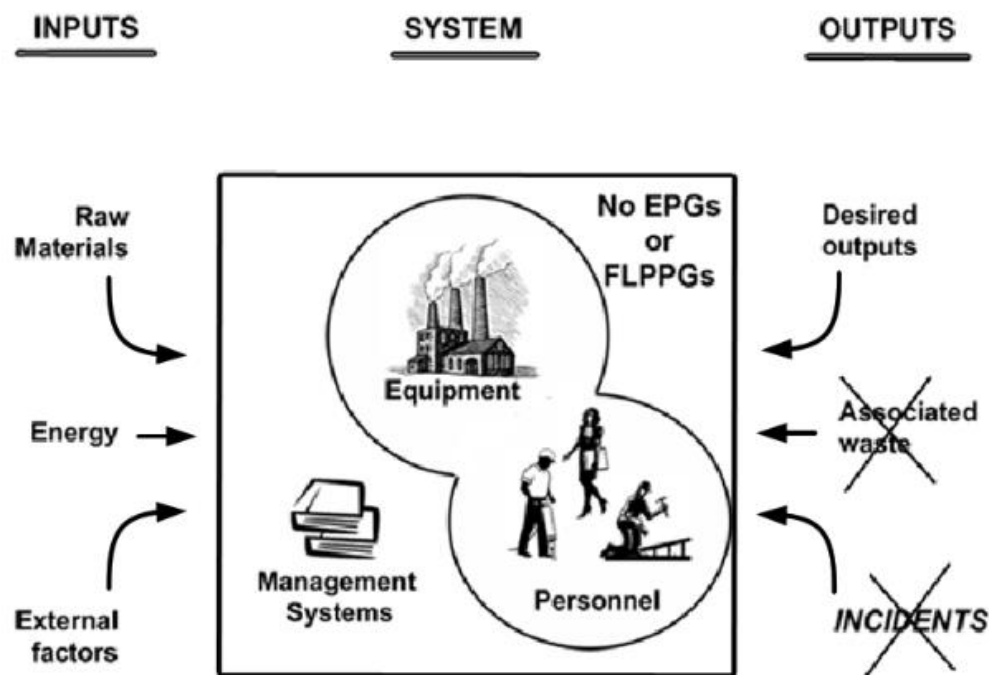 INPUTS
SYSTEM
OUTPUTS
Raw
Materials
Energy
External
factors
No EPGs
or
FLPPGs
Equipment
Management
Systems
Personnel
Desired
outputs
Associated
waste
INCIDENTS